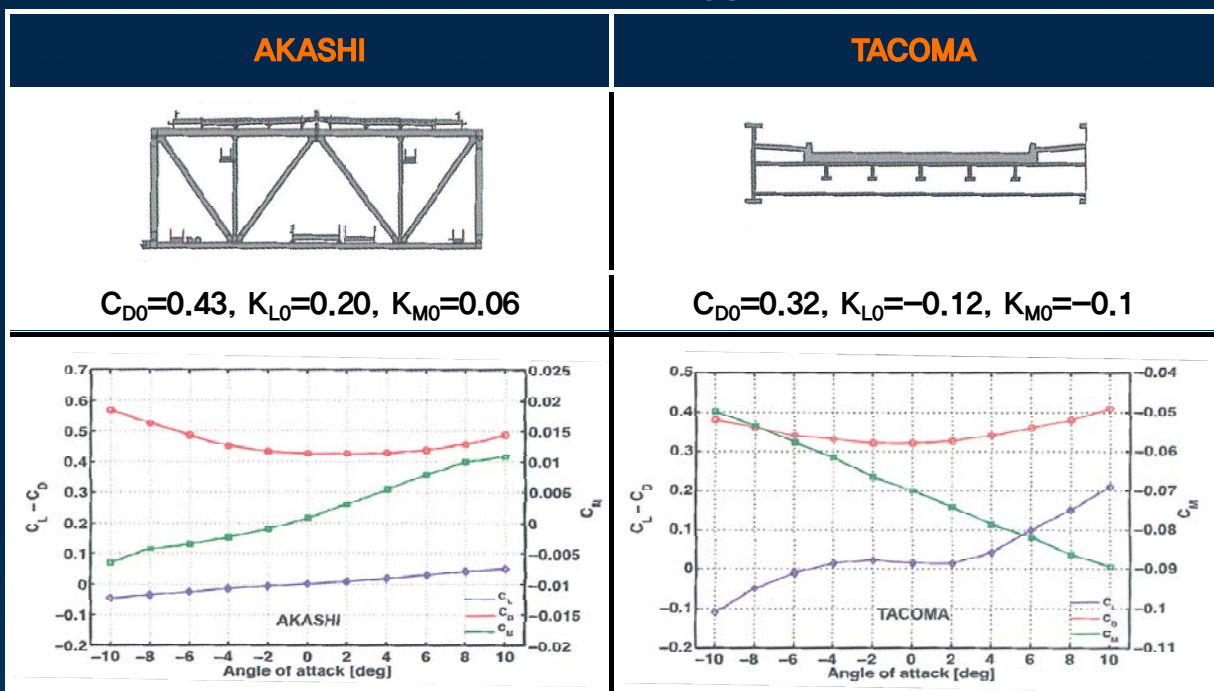 AKASHI
TACOMA
C_D0=0.43, K_L0=0.20, K_M0=0.06
C_D0=0.32, K_L0=−0.12, K_M0=−0.1
0.7
0.6
0.5
0.4
0.3
0.2
0.1
0
−0.1
−0.2
C_L − C_D
0.025
0.02
0.015
0.010
0.005
0
−0.005
−0.01
−0.015
−0.02
C_M
AKASHI
C_L
C_D
C_M
−10 −8 −6 −4 −2 0 2 4 6 8 10
Angle of attack [deg]
0.5
0.4
0.3
0.2
0.1
0
−0.1
−0.2
C_L − C_D
−0.04
−0.05
−0.06
−0.07
−0.08
−0.09
−0.1
−0.11
C_M
TACOMA
C_L
C_D
C_M
−10 −8 −6 −4 −2 0 2 4 6 8 10
Angle of attack [deg]